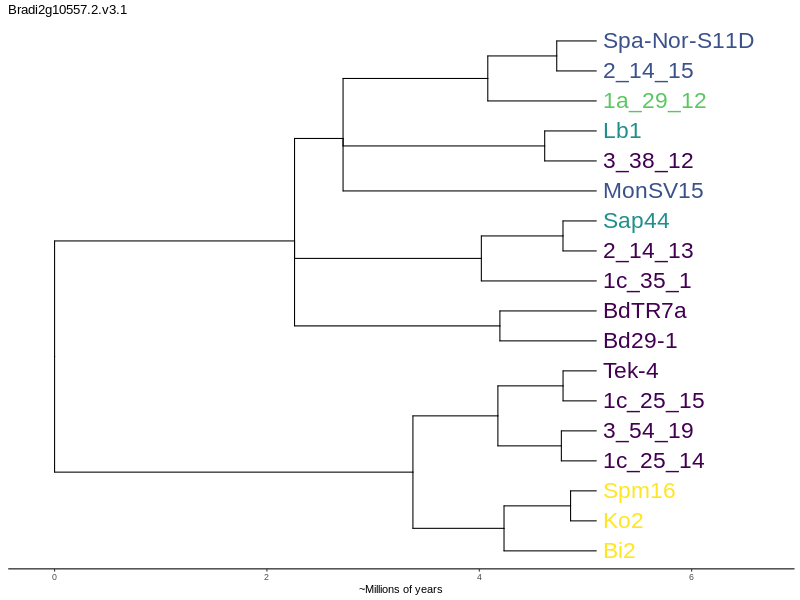 Bradi2g10557.2.v3.1
Spa-Nor-S11D
2_14_15
1a_29_12
Lb1
3_38_12
MonSV15
Sap44
2_14_13
1c_35_1
BdTR7a
Bd29-1
Tek-4
1c_25_15
3_54_19
1c_25_14
Spm16
Ko2
Bi2
0 2 4 6
~Millions of years